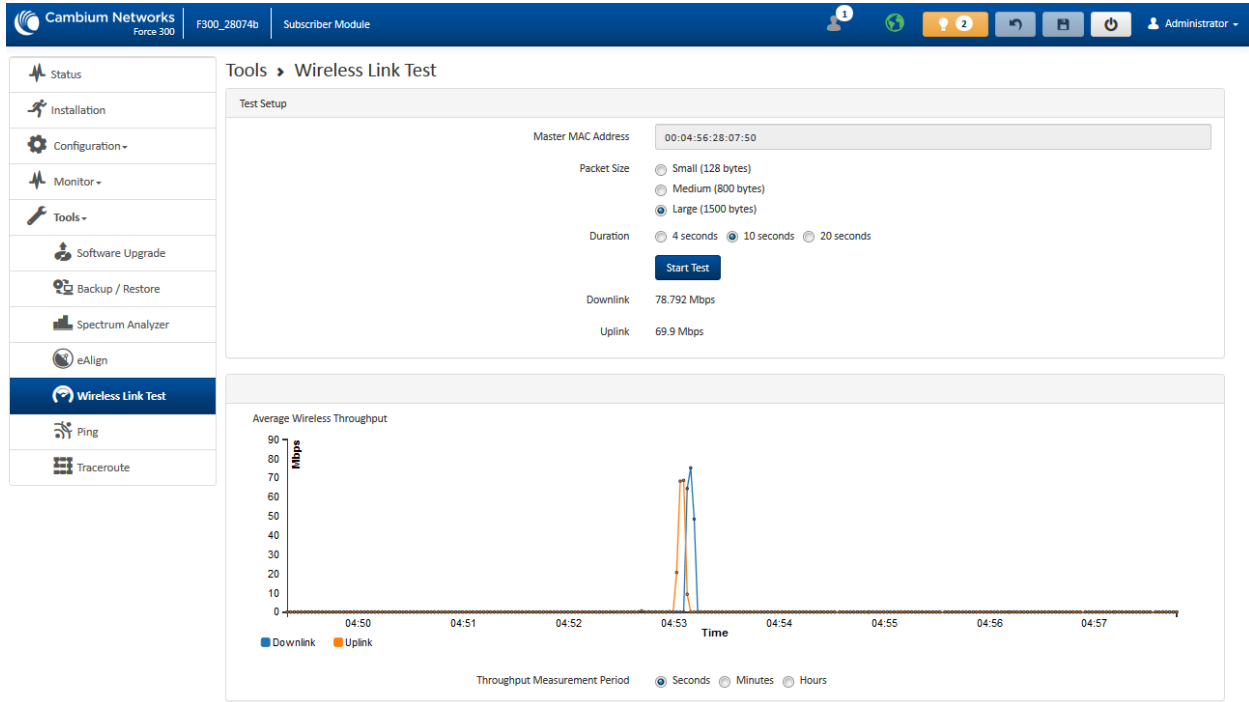 Cambium Networks
Force 300
F300_28074b
Subscriber Module
1
2
Administrator
Status
Installation
Configuration
Monitor
Tools
Software Upgrade
Backup / Restore
Spectrum Analyzer
eAlign
Wireless Link Test
Ping
Traceroute
Tools > Wireless Link Test
Test Setup
Master MAC Address 00:04:56:28:07:50
Packet Size Small (128 bytes)
Medium (800 bytes)
Large (1500 bytes)
Duration 4 seconds 10 seconds 20 seconds
Start Test
Downlink 78.792 Mbps
Uplink 69.9 Mbps
Average Wireless Throughput
Mbps
90
80
70
60
50
40
30
20
10
0
04:50 04:51 04:52 04:53 04:54 04:55 04:56 04:57
Time
Downlink Uplink
Throughput Measurement Period Seconds Minutes Hours